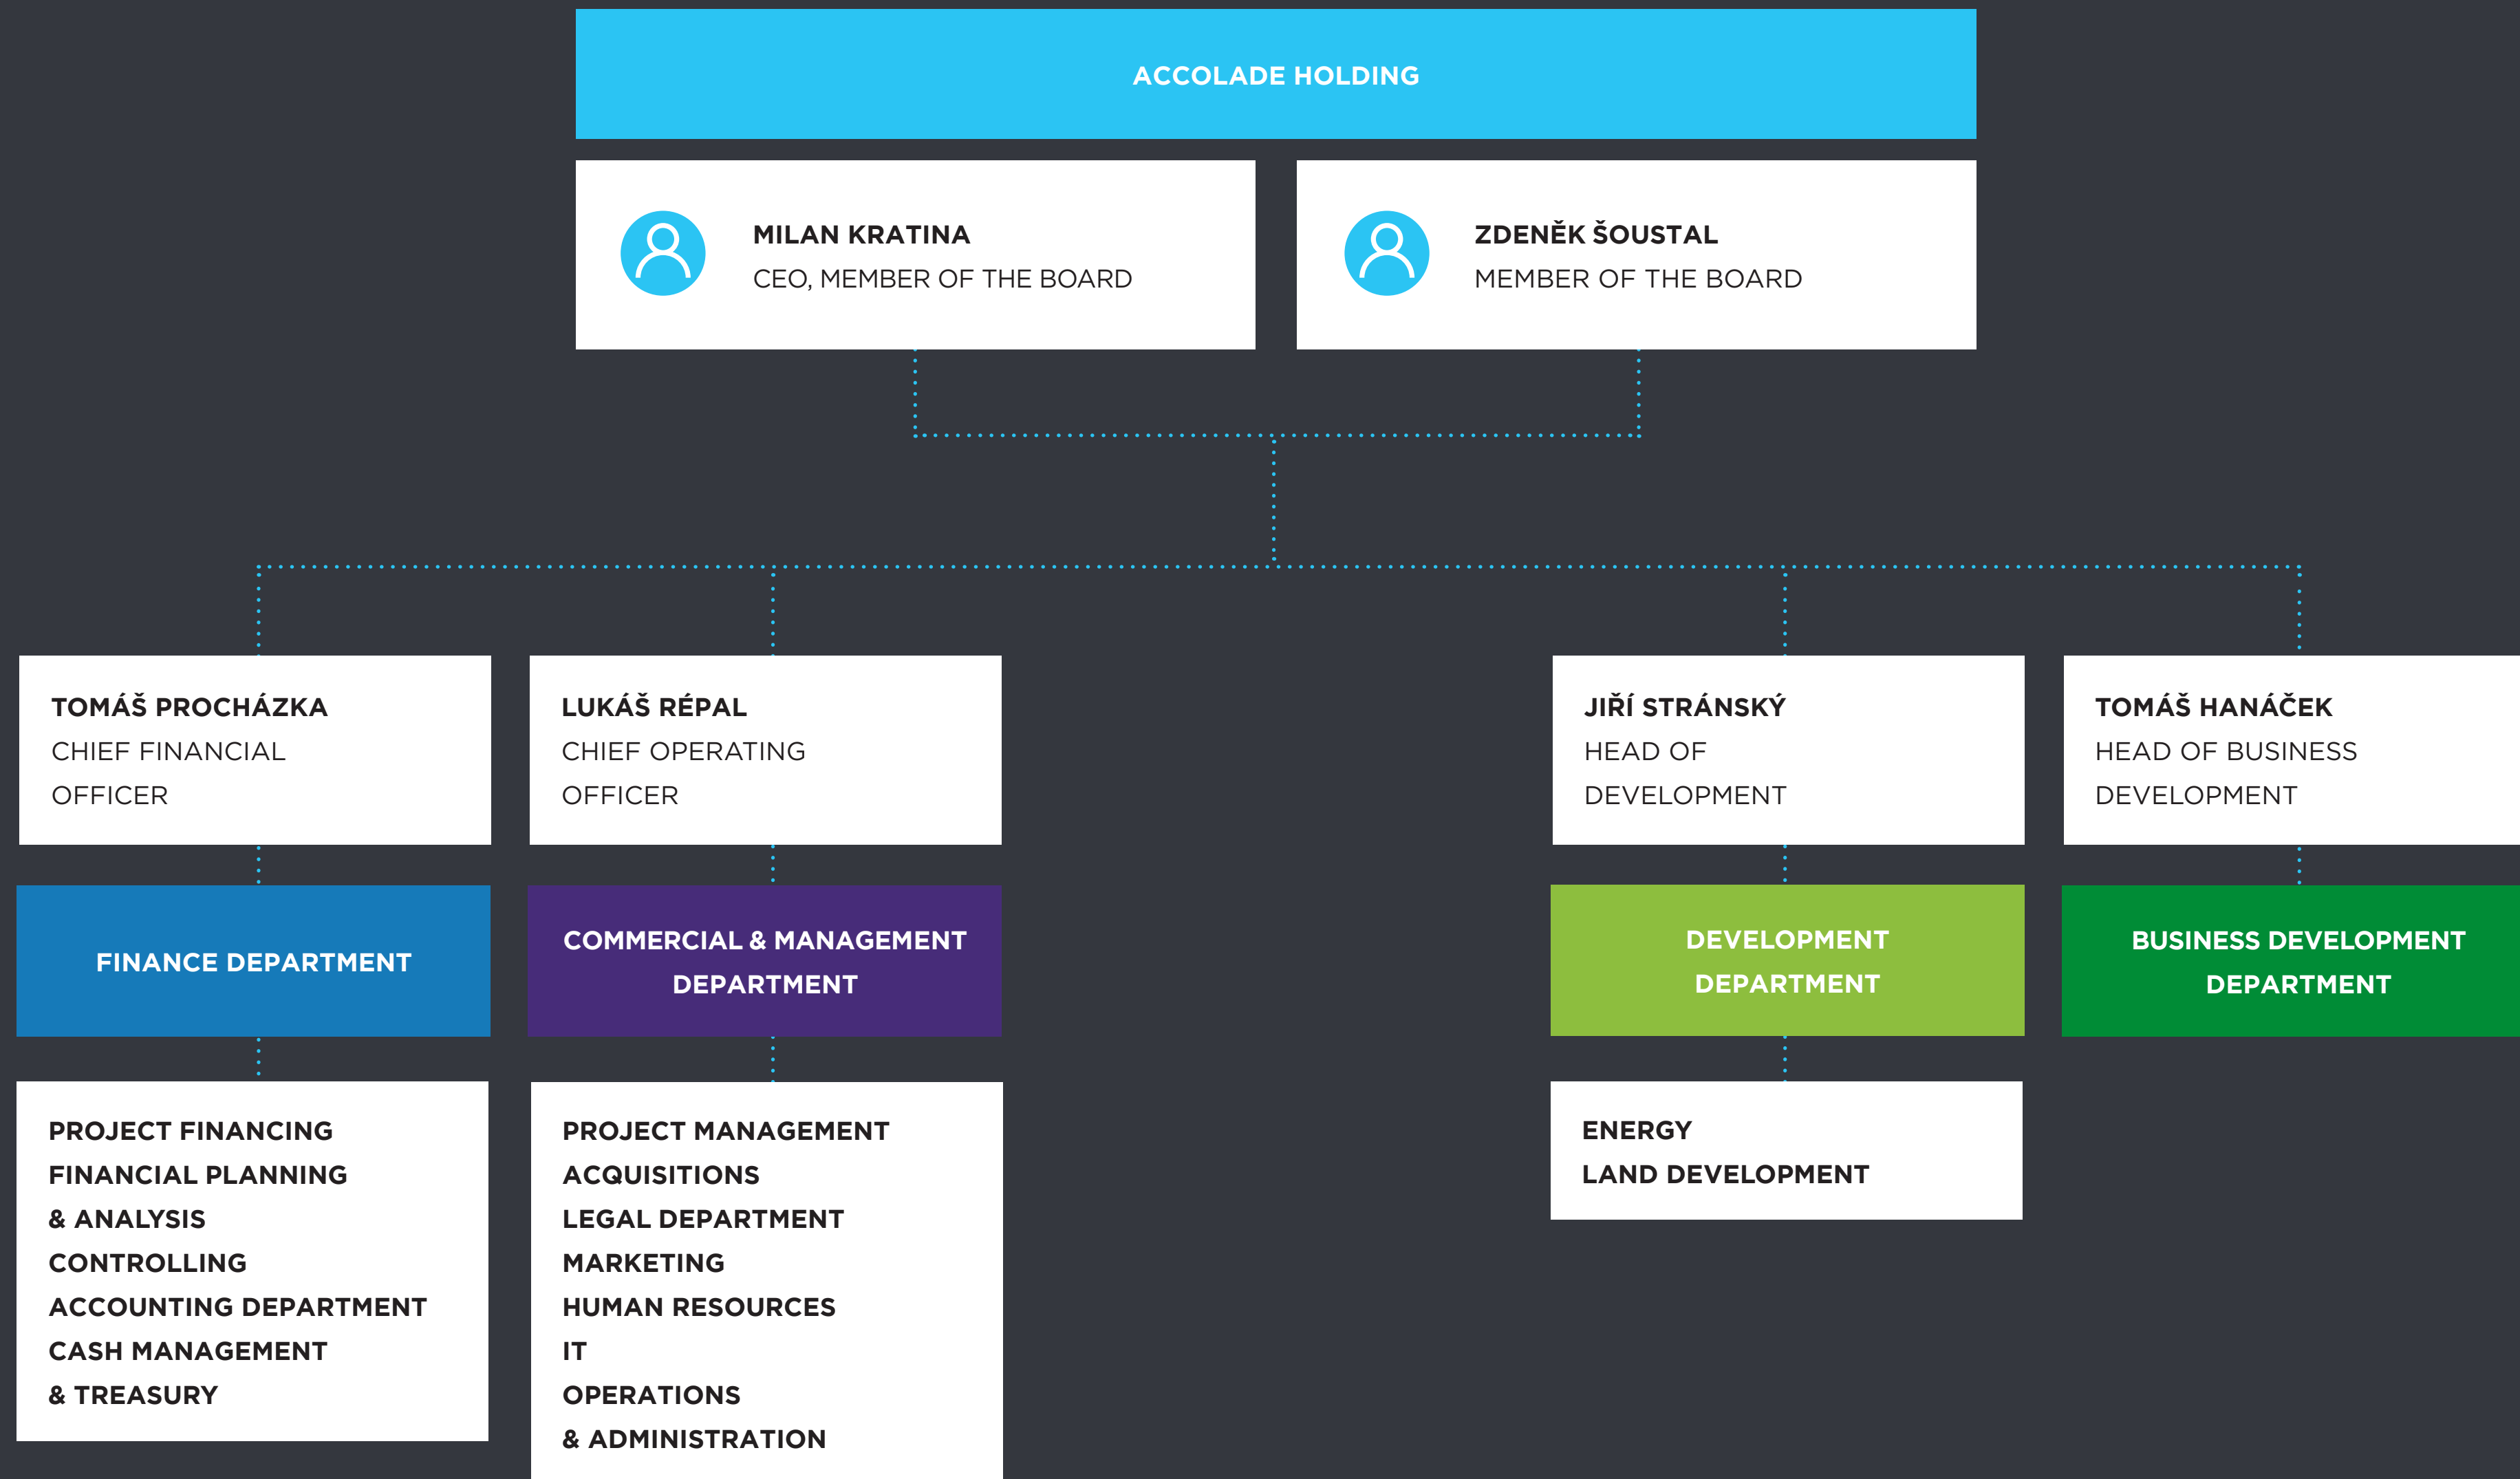 ACCOLADE HOLDING
MILAN KRATINA
CEO, MEMBER OF THE BOARD
ZDENĚK ŠOUSTAL
MEMBER OF THE BOARD
TOMÁŠ PROCHÁZKA
CHIEF FINANCIAL
OFFICER
LUKÁŠ RÉPAL
CHIEF OPERATING
OFFICER
JIŘÍ STRÁNSKÝ
HEAD OF
DEVELOPMENT
TOMÁŠ HANÁČEK
HEAD OF BUSINESS
DEVELOPMENT
FINANCE DEPARTMENT
COMMERCIAL & MANAGEMENT
DEPARTMENT
DEVELOPMENT
DEPARTMENT
BUSINESS DEVELOPMENT
DEPARTMENT
PROJECT FINANCING
FINANCIAL PLANNING
& ANALYSIS
CONTROLLING
ACCOUNTING DEPARTMENT
CASH MANAGEMENT
& TREASURY
PROJECT MANAGEMENT
ACQUISITIONS
LEGAL DEPARTMENT
MARKETING
HUMAN RESOURCES
IT
OPERATIONS
& ADMINISTRATION
ENERGY
LAND DEVELOPMENT